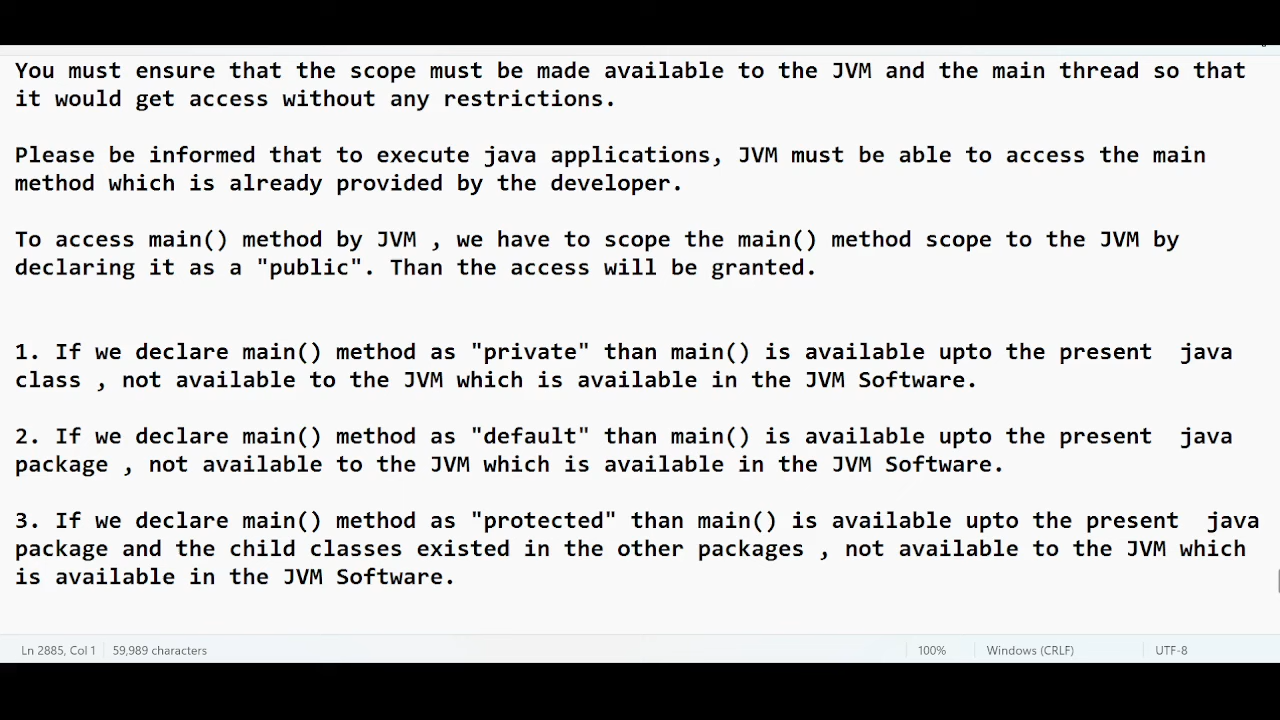 You must ensure that the scope must be made available to the JVM and the main thread so that
it would get access without any restrictions.
Please be informed that to execute java applications, JVM must be able to access the main
method which is already provided by the developer.
To access main() method by JVM , we have to scope the main() method scope to the JVM by
declaring it as a "public". Than the access will be granted.
1. If we declare main() method as "private" than main() is available upto the present  java
class , not available to the JVM which is available in the JVM Software.
2. If we declare main() method as "default" than main() is available upto the present  java
package , not available to the JVM which is available in the JVM Software.
3. If we declare main() method as "protected" than main() is available upto the present  java
package and the child classes existed in the other packages , not available to the JVM which
is available in the JVM Software.
Ln 2885, Col 1 59,989 characters 100% Windows (CRLF) UTF-8